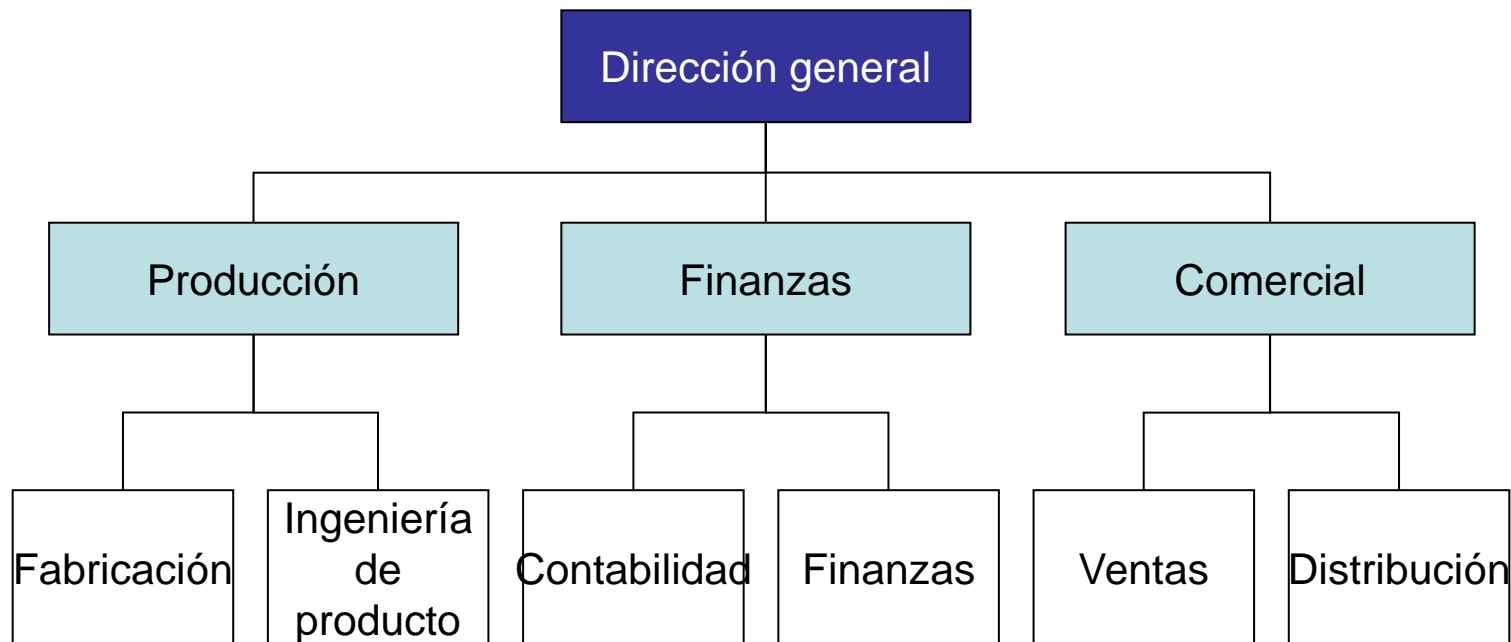 Dirección general
Producción
Finanzas
Comercial
Fabricación
Ingeniería
de
producto
Contabilidad
Finanzas
Ventas
Distribución